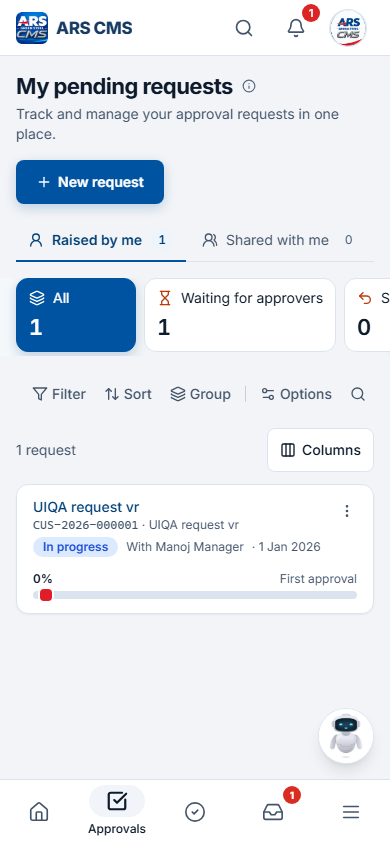 ARS
CMS
ARS CMS
1
ARS
CMS
My pending requests
Track and manage your approval requests in one
place.
+ New request
Raised by me 1 Shared with me 0
All Waiting for approvers S
1 1 0
Filter Sort Group Options
1 request Columns
UIQA request vr
CUS-2026-000001 · UIQA request vr
In progress With Manoj Manager · 1 Jan 2026
0% First approval
1
Approvals